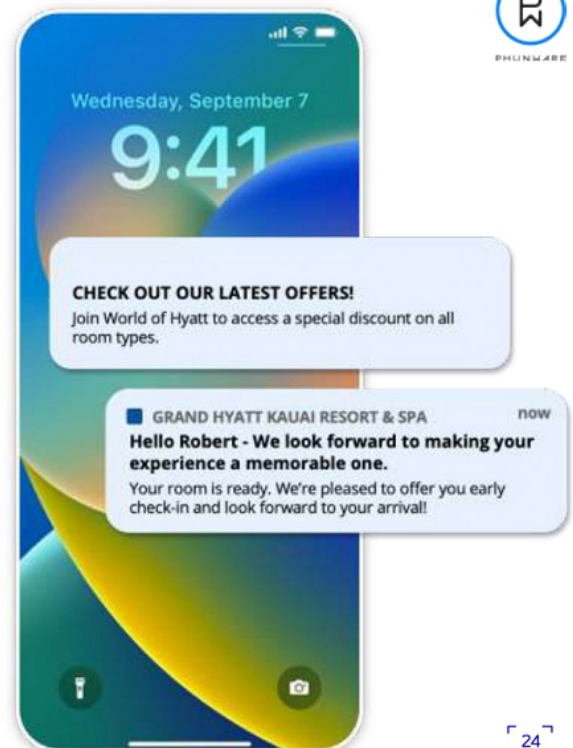 PHUNWARE
Wednesday, September 7
9:41
CHECK OUT OUR LATEST OFFERS!
Join World of Hyatt to access a special discount on all
room types.
GRAND HYATT KAUAI RESORT & SPA now
Hello Robert - We look forward to making your
experience a memorable one.
Your room is ready. We're pleased to offer you early
check-in and look forward to your arrival!
24